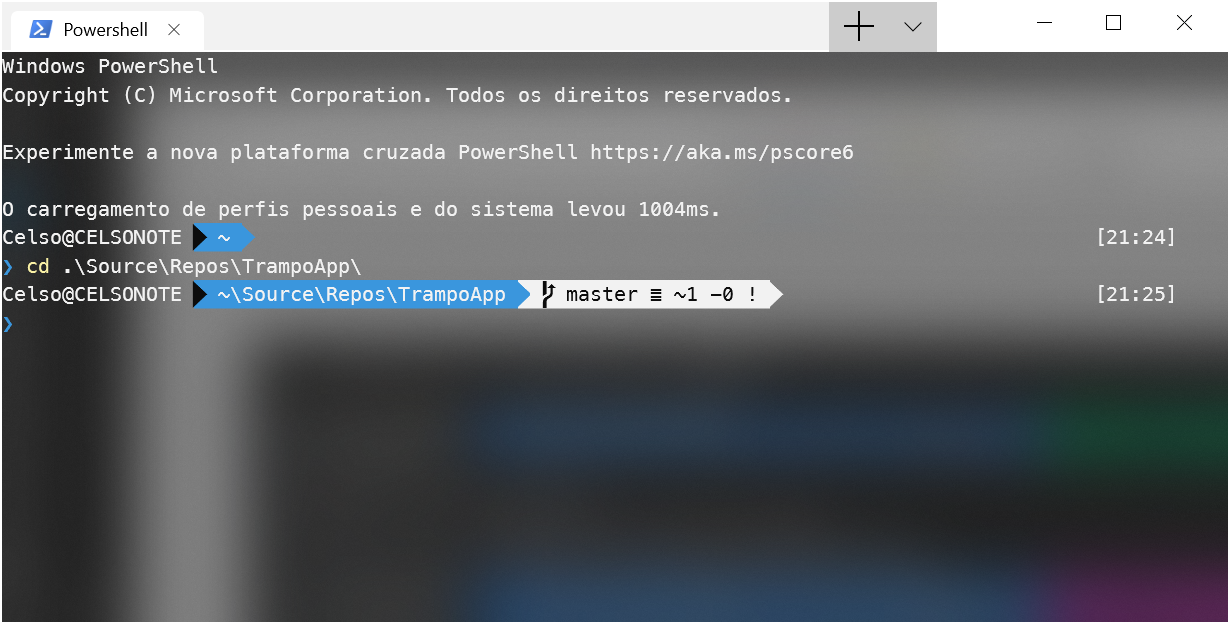 Powershell
Windows PowerShell
Copyright (C) Microsoft Corporation. Todos os direitos reservados.
Experimente a nova plataforma cruzada PowerShell https://aka.ms/pscore6
O carregamento de perfis pessoais e do sistema levou 1004ms.
Celso@CELSONOTE ~ [21:24]
❯ cd .\Source\Repos\TrampoApp\
Celso@CELSONOTE ~\Source\Repos\TrampoApp master ≡ ~1 -0 ! [21:25]
❯